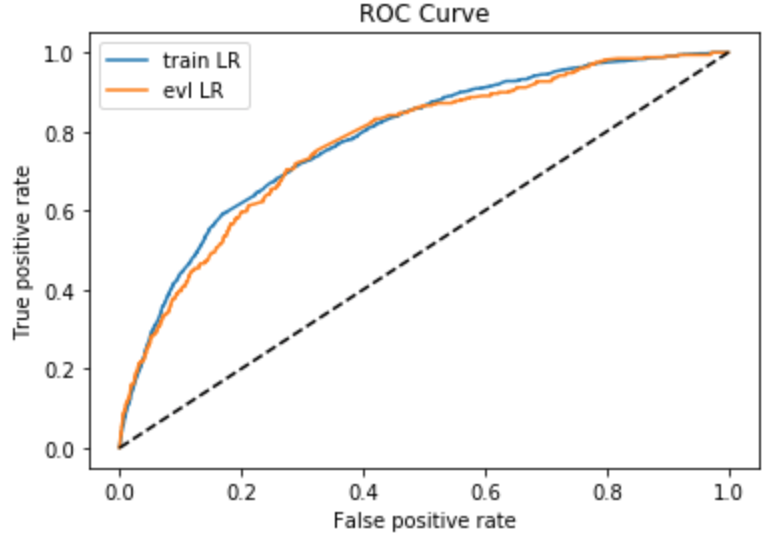 ROC Curve
train LR
evl LR
True positive rate
1.0
0.8
0.6
0.4
0.2
0.0
0.0 0.2 0.4 0.6 0.8 1.0
False positive rate